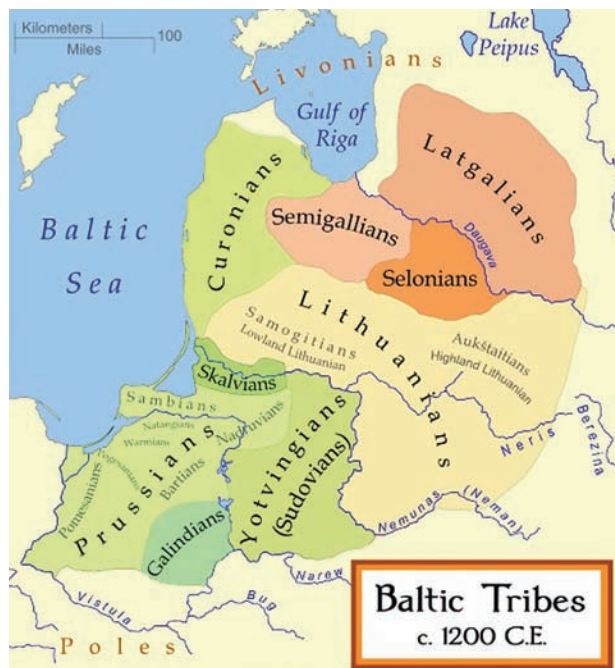 Kilometers
100
Miles
Lake
Peipus
Livonians
Gulf of
Riga
Latgalians
Curonians
Semigallians
Daugava
Baltic
Sea
Selonians
Lithuanians
Samogitians
Lowland Lithuanian
Aukštaitians
Highland Lithuanian
Skalvians
Sambians
Natangians
Nadruvians
Warmians
Pogesanians
Bartians
Pomesanians
Prussians
Yotvingians
(Sudovians)
Neris
Berezina
Nemunas (Neman)
Galindians
Narew
Bug
Vistula
Poles
Baltic Tribes
c. 1200 C.E.